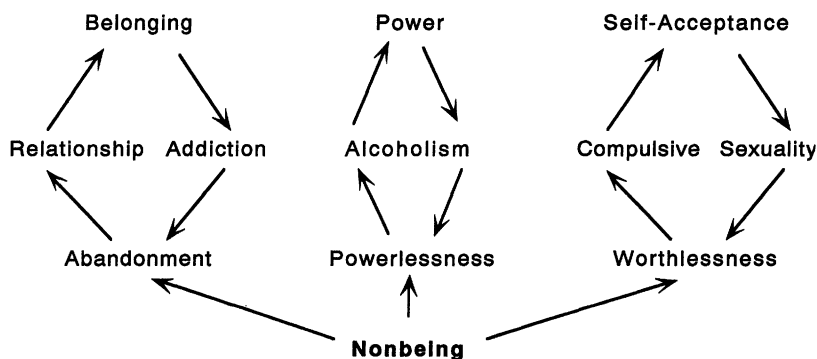 Belonging Power Self-Acceptance
Relationship Addiction Alcoholism Compulsive Sexuality
Abandonment Powerlessness Worthlessness
Nonbeing